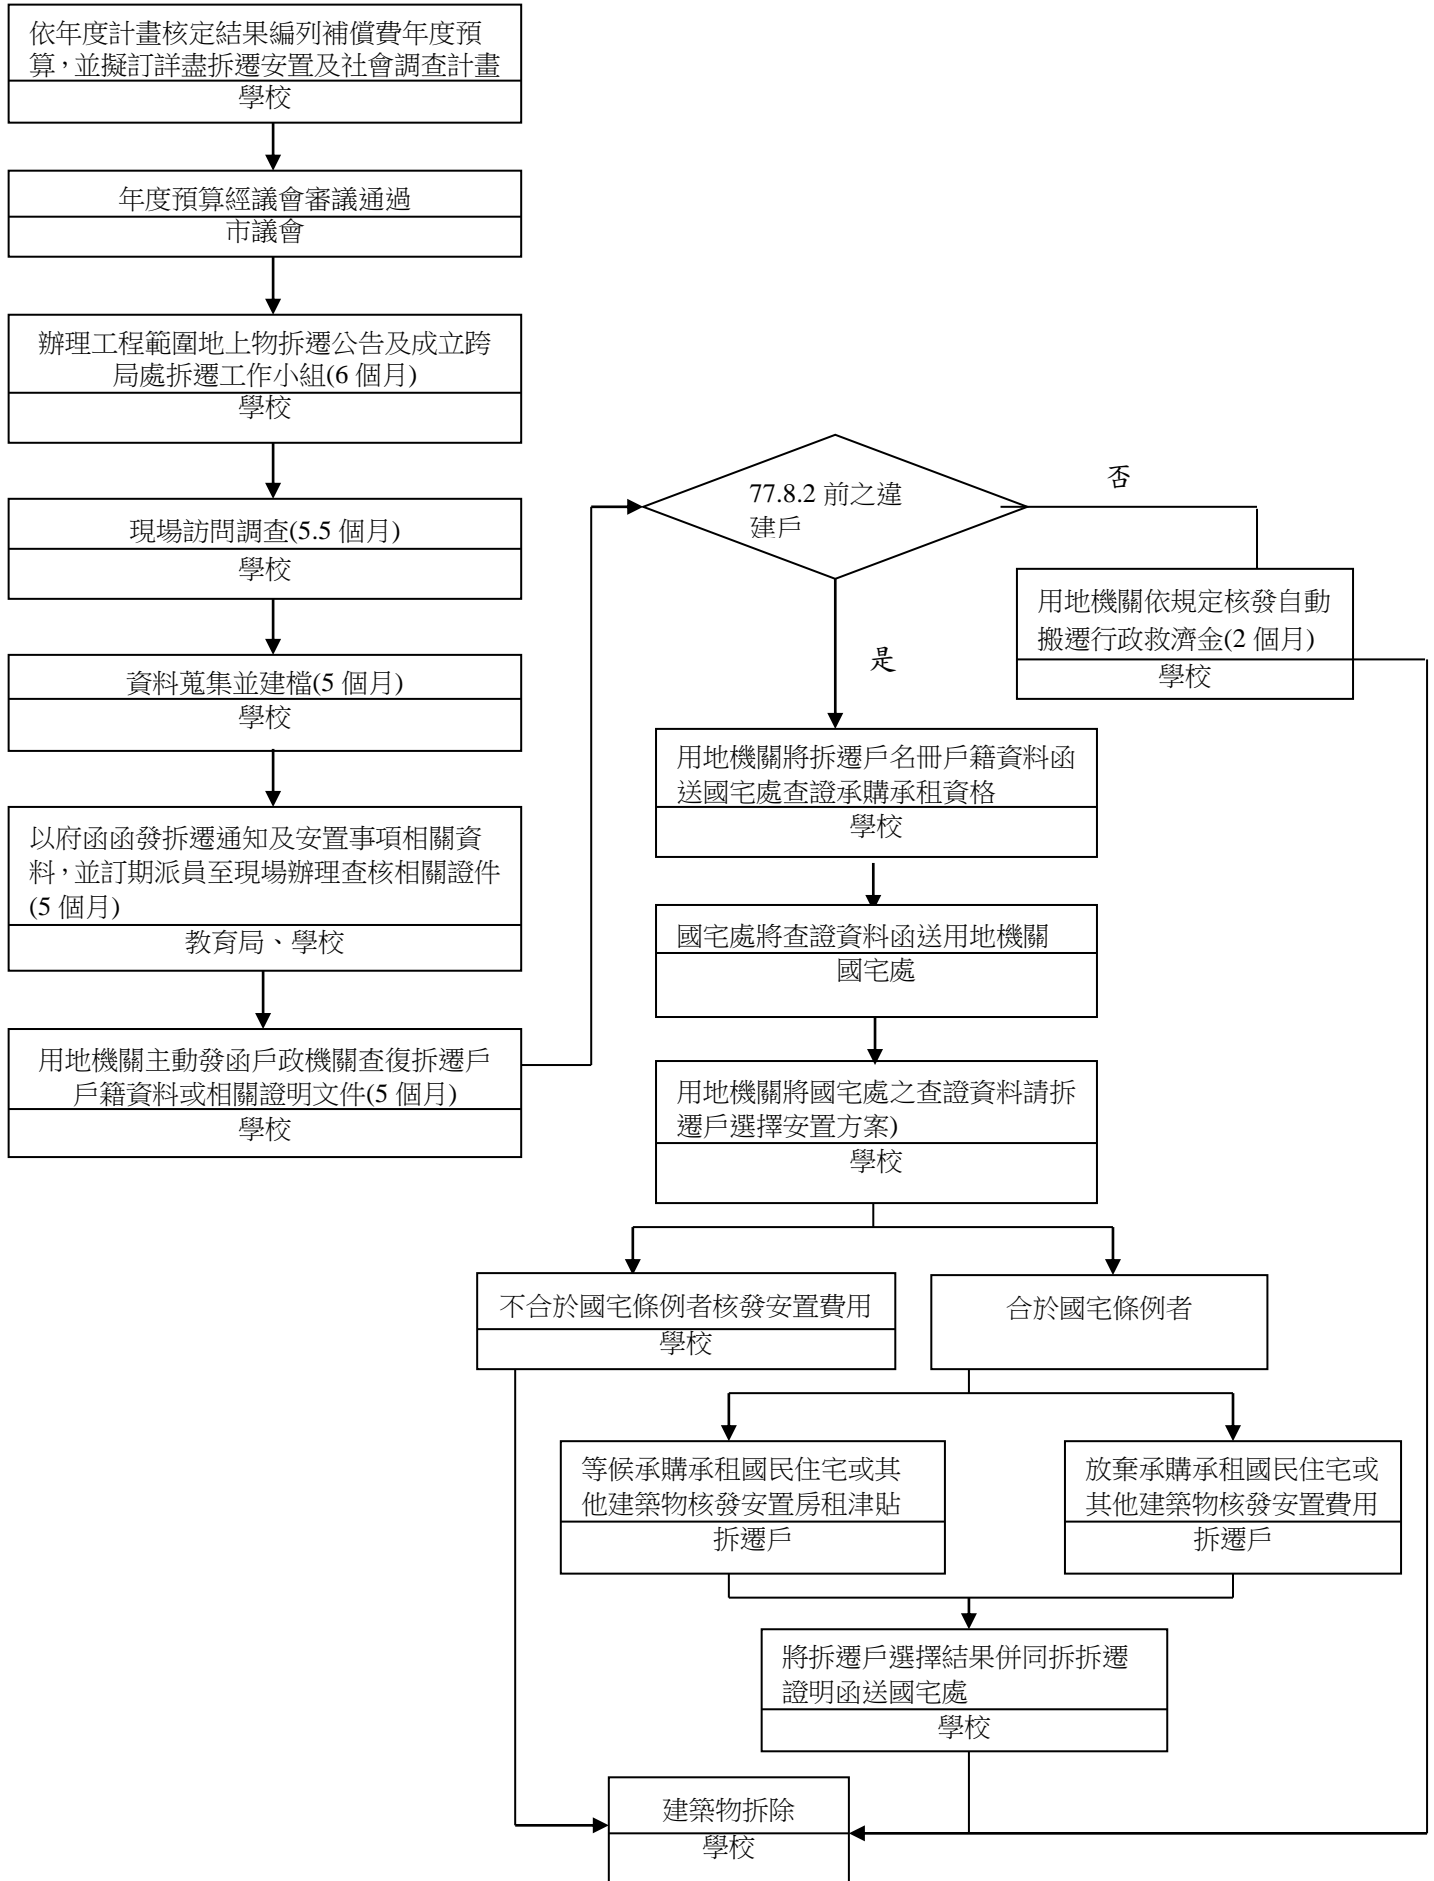 依年度計畫核定結果編列補償費年度預
算，並擬訂詳盡拆遷安置及社會調查計畫
學校
年度預算經議會審議通過
市議會
辦理工程範圍地上物拆遷公告及成立跨
局處拆遷工作小組(6 個月)
學校
現場訪問調查(5.5 個月)
學校
資料蒐集並建檔(5 個月)
學校
以府函函發拆遷通知及安置事項相關資
料，並訂期派員至現場辦理查核相關證件
(5 個月)
教育局、學校
用地機關主動發函戶政機關查復拆遷戶
戶籍資料或相關證明文件(5 個月)
學校
77.8.2 前之違
建戶
否
用地機關依規定核發自動
搬遷行政救濟金(2 個月)
學校
是
用地機關將拆遷戶名冊戶籍資料函
送國宅處查證承購承租資格
學校
國宅處將查證資料函送用地機關
國宅處
用地機關將國宅處之查證資料請拆
遷戶選擇安置方案)
學校
不合於國宅條例者核發安置費用
學校
合於國宅條例者
等候承購承租國民住宅或其
他建築物核發安置房租津貼
拆遷戶
放棄承購承租國民住宅或
其他建築物核發安置費用
拆遷戶
將拆遷戶選擇結果併同拆拆遷
證明函送國宅處
學校
建築物拆除
學校